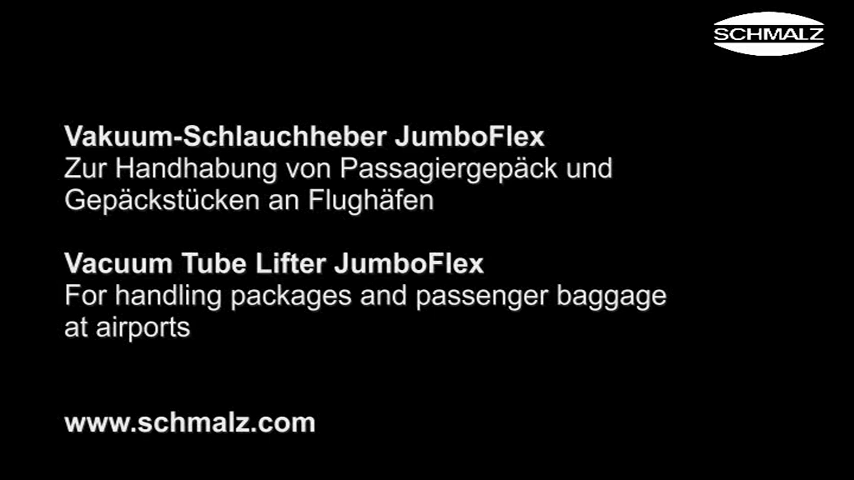 SCHMALZ
Vakuum-Schlauchheber JumboFlex
Zur Handhabung von Passagiergepäck und
Gepäckstücken an Flughäfen
Vacuum Tube Lifter JumboFlex
For handling packages and passenger baggage
at airports
www.schmalz.com